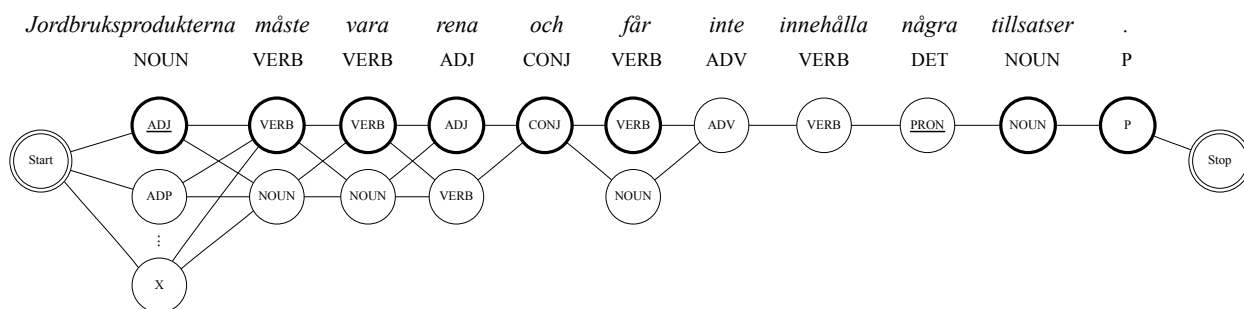 Jordbruksprodukterna måste vara rena och får inte innehålla några tillsatser .
NOUN VERB VERB ADJ CONJ VERB ADV VERB DET NOUN P
Start ADJ VERB VERB ADJ CONJ VERB ADV VERB PRON NOUN P Stop
ADP NOUN NOUN VERB NOUN
⋮
X